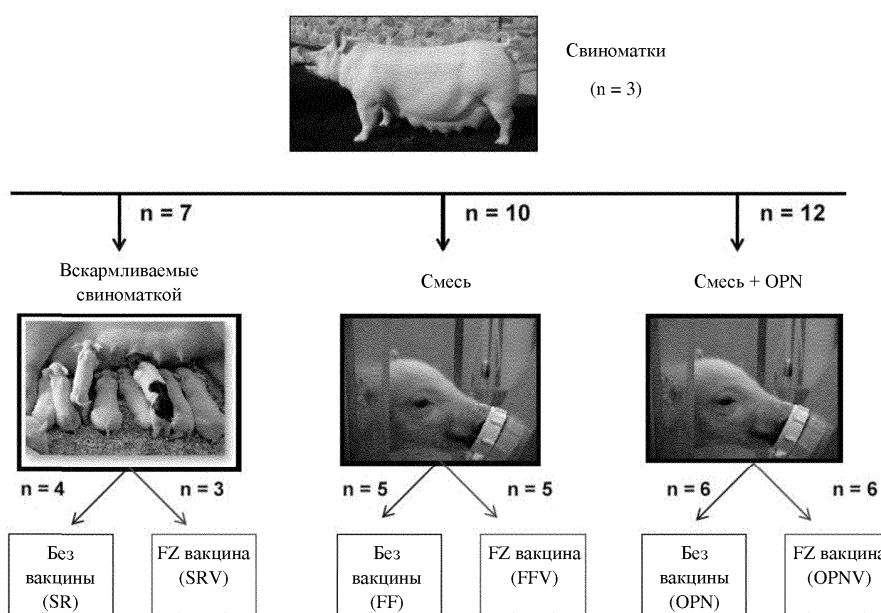 Свиноматки
(n = 3)
n = 7
n = 10
n = 12
Вскармливаемые
свиноматкой
Смесь
Смесь + OPN
n = 4
n = 3
n = 5
n = 5
n = 6
n = 6
Без
вакцины
(SR)
FZ вакцина
(SRV)
Без
вакцины
(FF)
FZ вакцина
(FFV)
Без
вакцины
(OPN)
FZ вакцина
(OPNV)